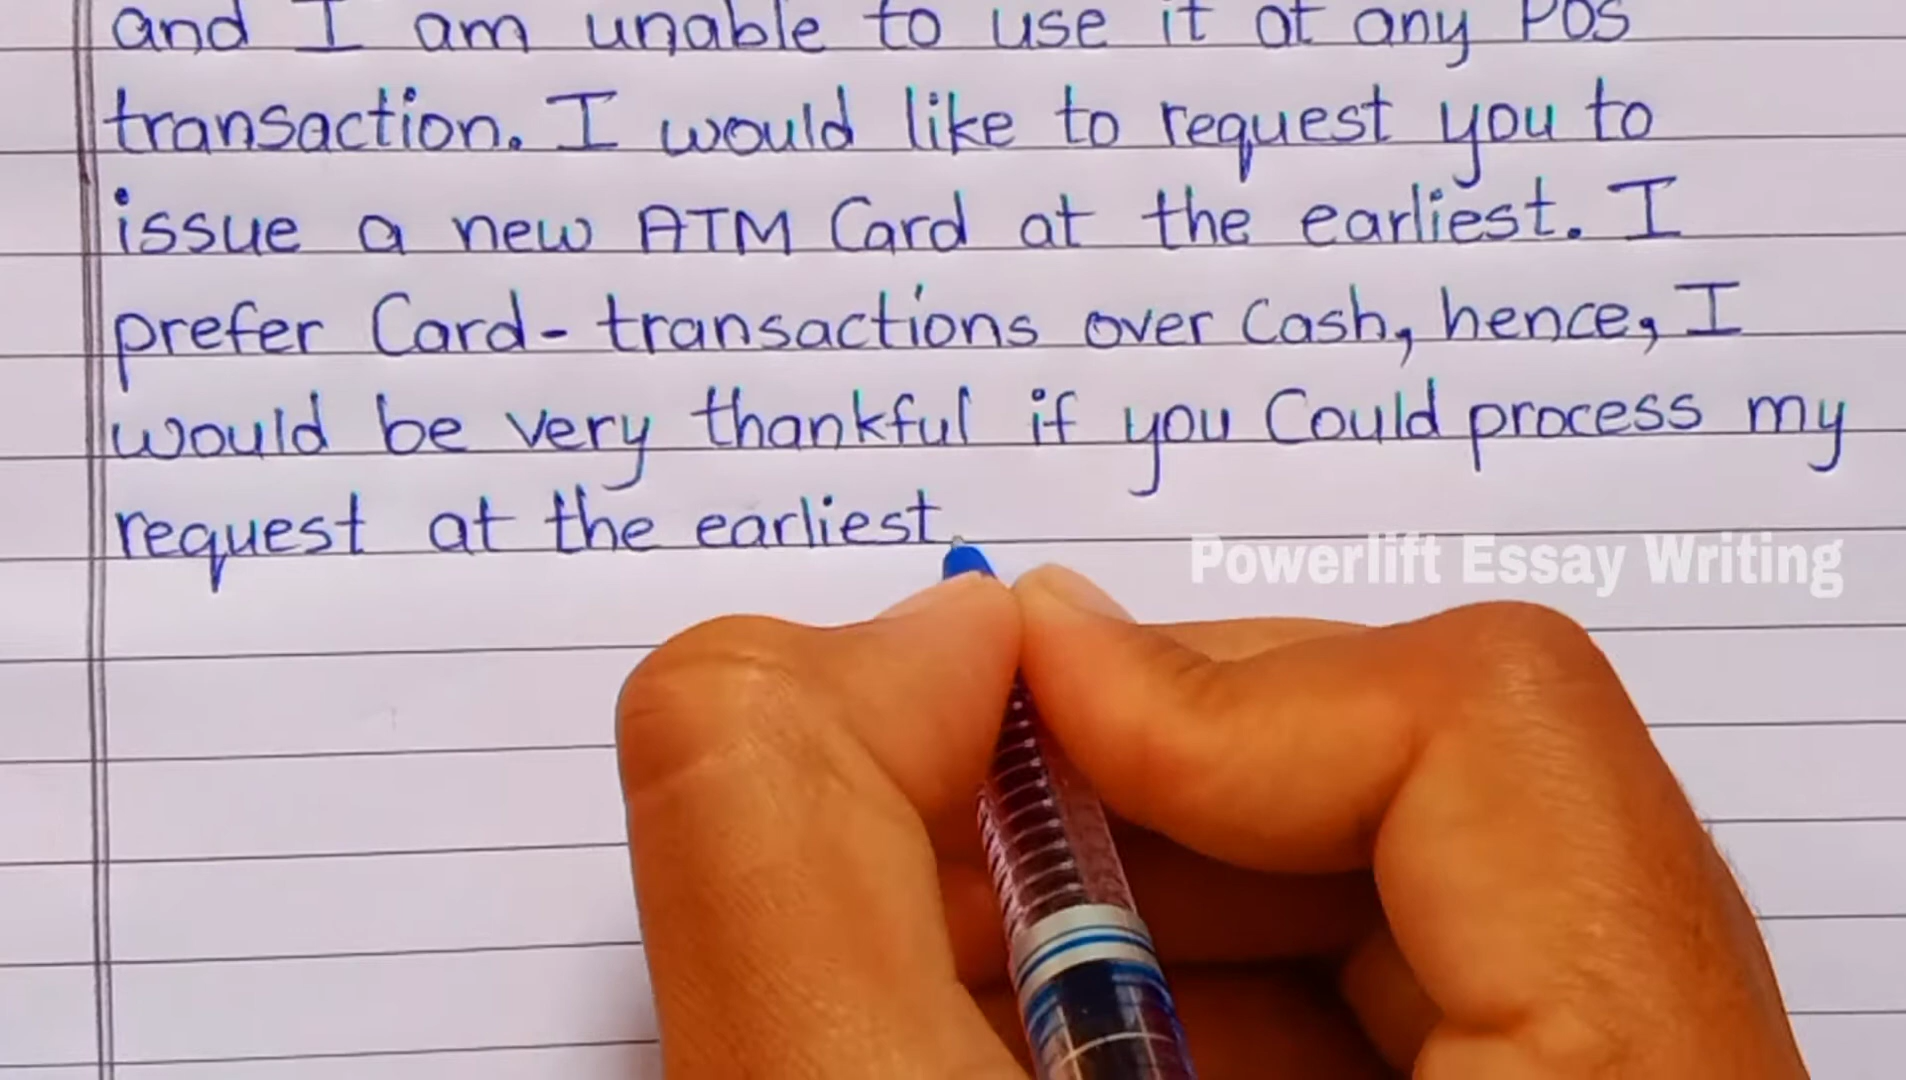 and I am unable to use it at any POS
transaction. I would like to request you to
issue a new ATM Card at the earliest. I
prefer Card- transactions over Cash, hence, I
would be very thankful if you Could process my
request at the earliest.
Powerlift Essay Writing